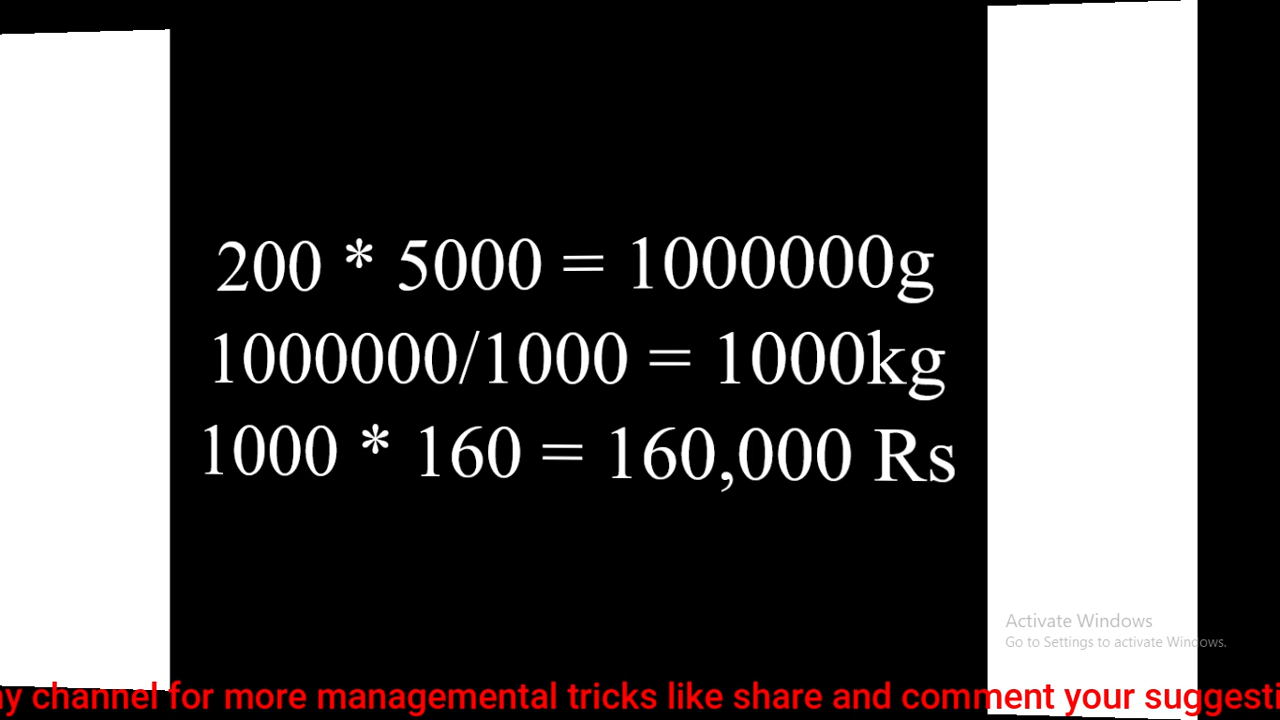 200 * 5000 = 1000000g
1000000/1000 = 1000kg
1000 * 160 = 160,000 Rs
Activate Windows
Go to Settings to activate Windows.
channel for more managemental tricks like share and comment your